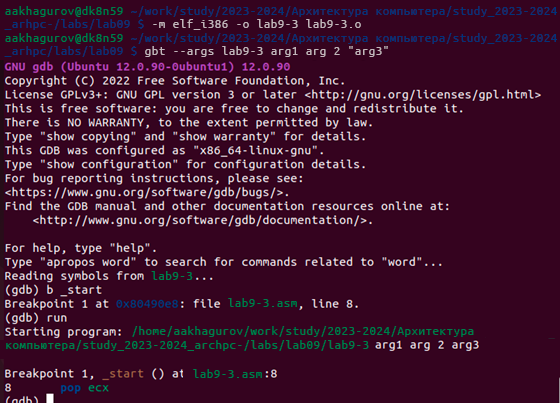 aakhagurov@dk8n59 ~/work/study/2023-2024/Архитектура компьютера/study_2023-2024
_arhpc-/labs/lab09 $ -m elf_i386 -o lab9-3 lab9-3.o
aakhagurov@dk8n59 ~/work/study/2023-2024/Архитектура компьютера/study_2023-2024
_arhpc-/labs/lab09 $ gbt --args lab9-3 arg1 arg 2 "arg3"
GNU gdb (Ubuntu 12.0.90-0ubuntu1) 12.0.90
Copyright (C) 2022 Free Software Foundation, Inc.
License GPLv3+: GNU GPL version 3 or later <http://gnu.org/licenses/gpl.html>
This is free software: you are free to change and redistribute it.
There is NO WARRANTY, to the extent permitted by law.
Type "show copying" and "show warranty" for details.
This GDB was configured as "x86_64-linux-gnu".
Type "show configuration" for configuration details.
For bug reporting instructions, please see:
<https://www.gnu.org/software/gdb/bugs/>.
Find the GDB manual and other documentation resources online at:
<http://www.gnu.org/software/gdb/documentation/>.
For help, type "help".
Type "apropos word" to search for commands related to "word"...
Reading symbols from lab9-3...
(gdb) b _start
Breakpoint 1 at 0x80490e8: file lab9-3.asm, line 8.
(gdb) run
Starting program: /home/aakhagurov/work/study/2023-2024/Архитектура
компьютера/study_2023-2024_archpc-/labs/lab09/lab9-3 arg1 arg 2 arg3
Breakpoint 1, _start () at lab9-3.asm:8
8 pop ecx
(gdb)